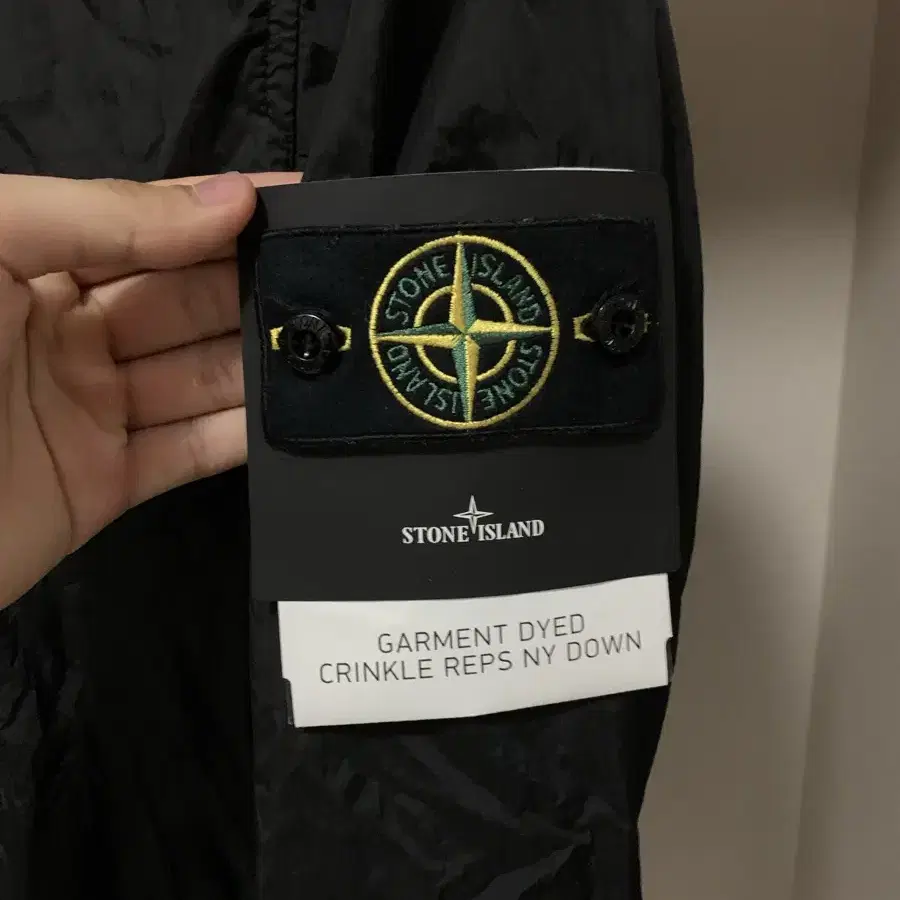 STONE ISLAND
STONE ISLAND
STONE ISLAND
GARMENT DYED
CRINKLE REPS NY DOWN